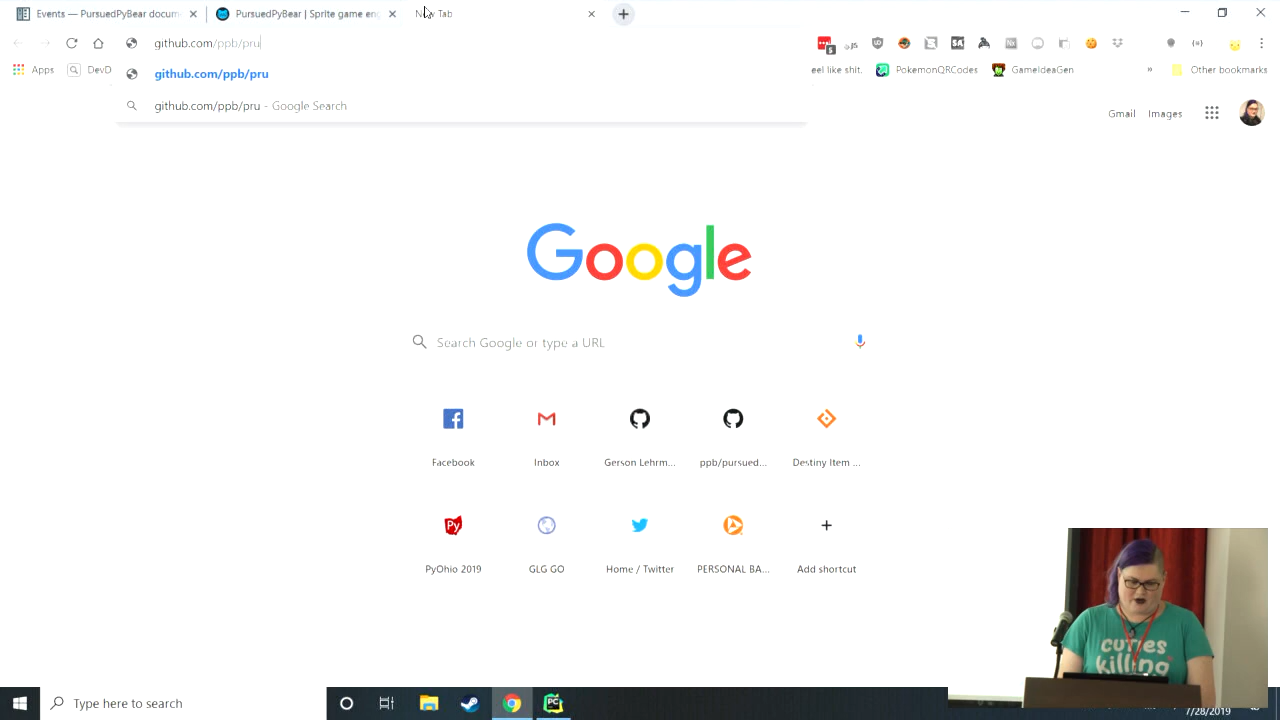 Events — PursuedPyBear docum
PursuedPyBear | Sprite game eng
New Tab
github.com/ppb/pru
Apps
DevD
github.com/ppb/pru
github.com/ppb/pru - Google Search
eel like shit.
PokemonQRCodes
GameIdeaGen
»
Other bookmarks
Gmail
Images
Google
Search Google or type a URL
Facebook
Inbox
Gerson Lehrm...
ppb/pursued...
Destiny Item ...
Py
PyOhio 2019
GLG GO
Home / Twitter
PERSONAL BA...
Add shortcut
cuties
killing
Type here to search
7/28/2019